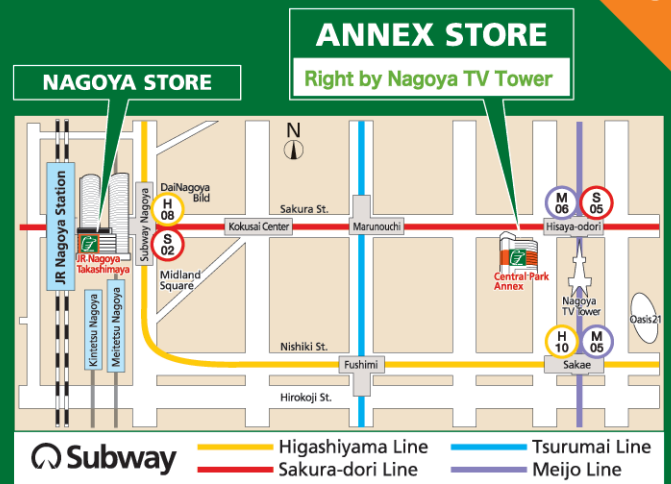 ANNEX STORE
Right by Nagoya TV Tower
NAGOYA STORE
N
DaiNagoya
Bild
H
08
S
02
Sakura St.
M
06
S
05
JR Nagoya Station
Subway Nagoya
Kokusai Center
Marunouchi
Hisaya-odori
JR Nagoya
Takashimaya
Central Park
Annex
Midland
Square
Nagoya
TV Tower
Oasis21
Kintetsu Nagoya
Meitetsu Nagoya
Nishiki St.
H
10
M
05
Fushimi
Sakae
Hirokoji St.
Subway
Higashiyama Line
Tsurumai Line
Sakura-dori Line
Meijo Line